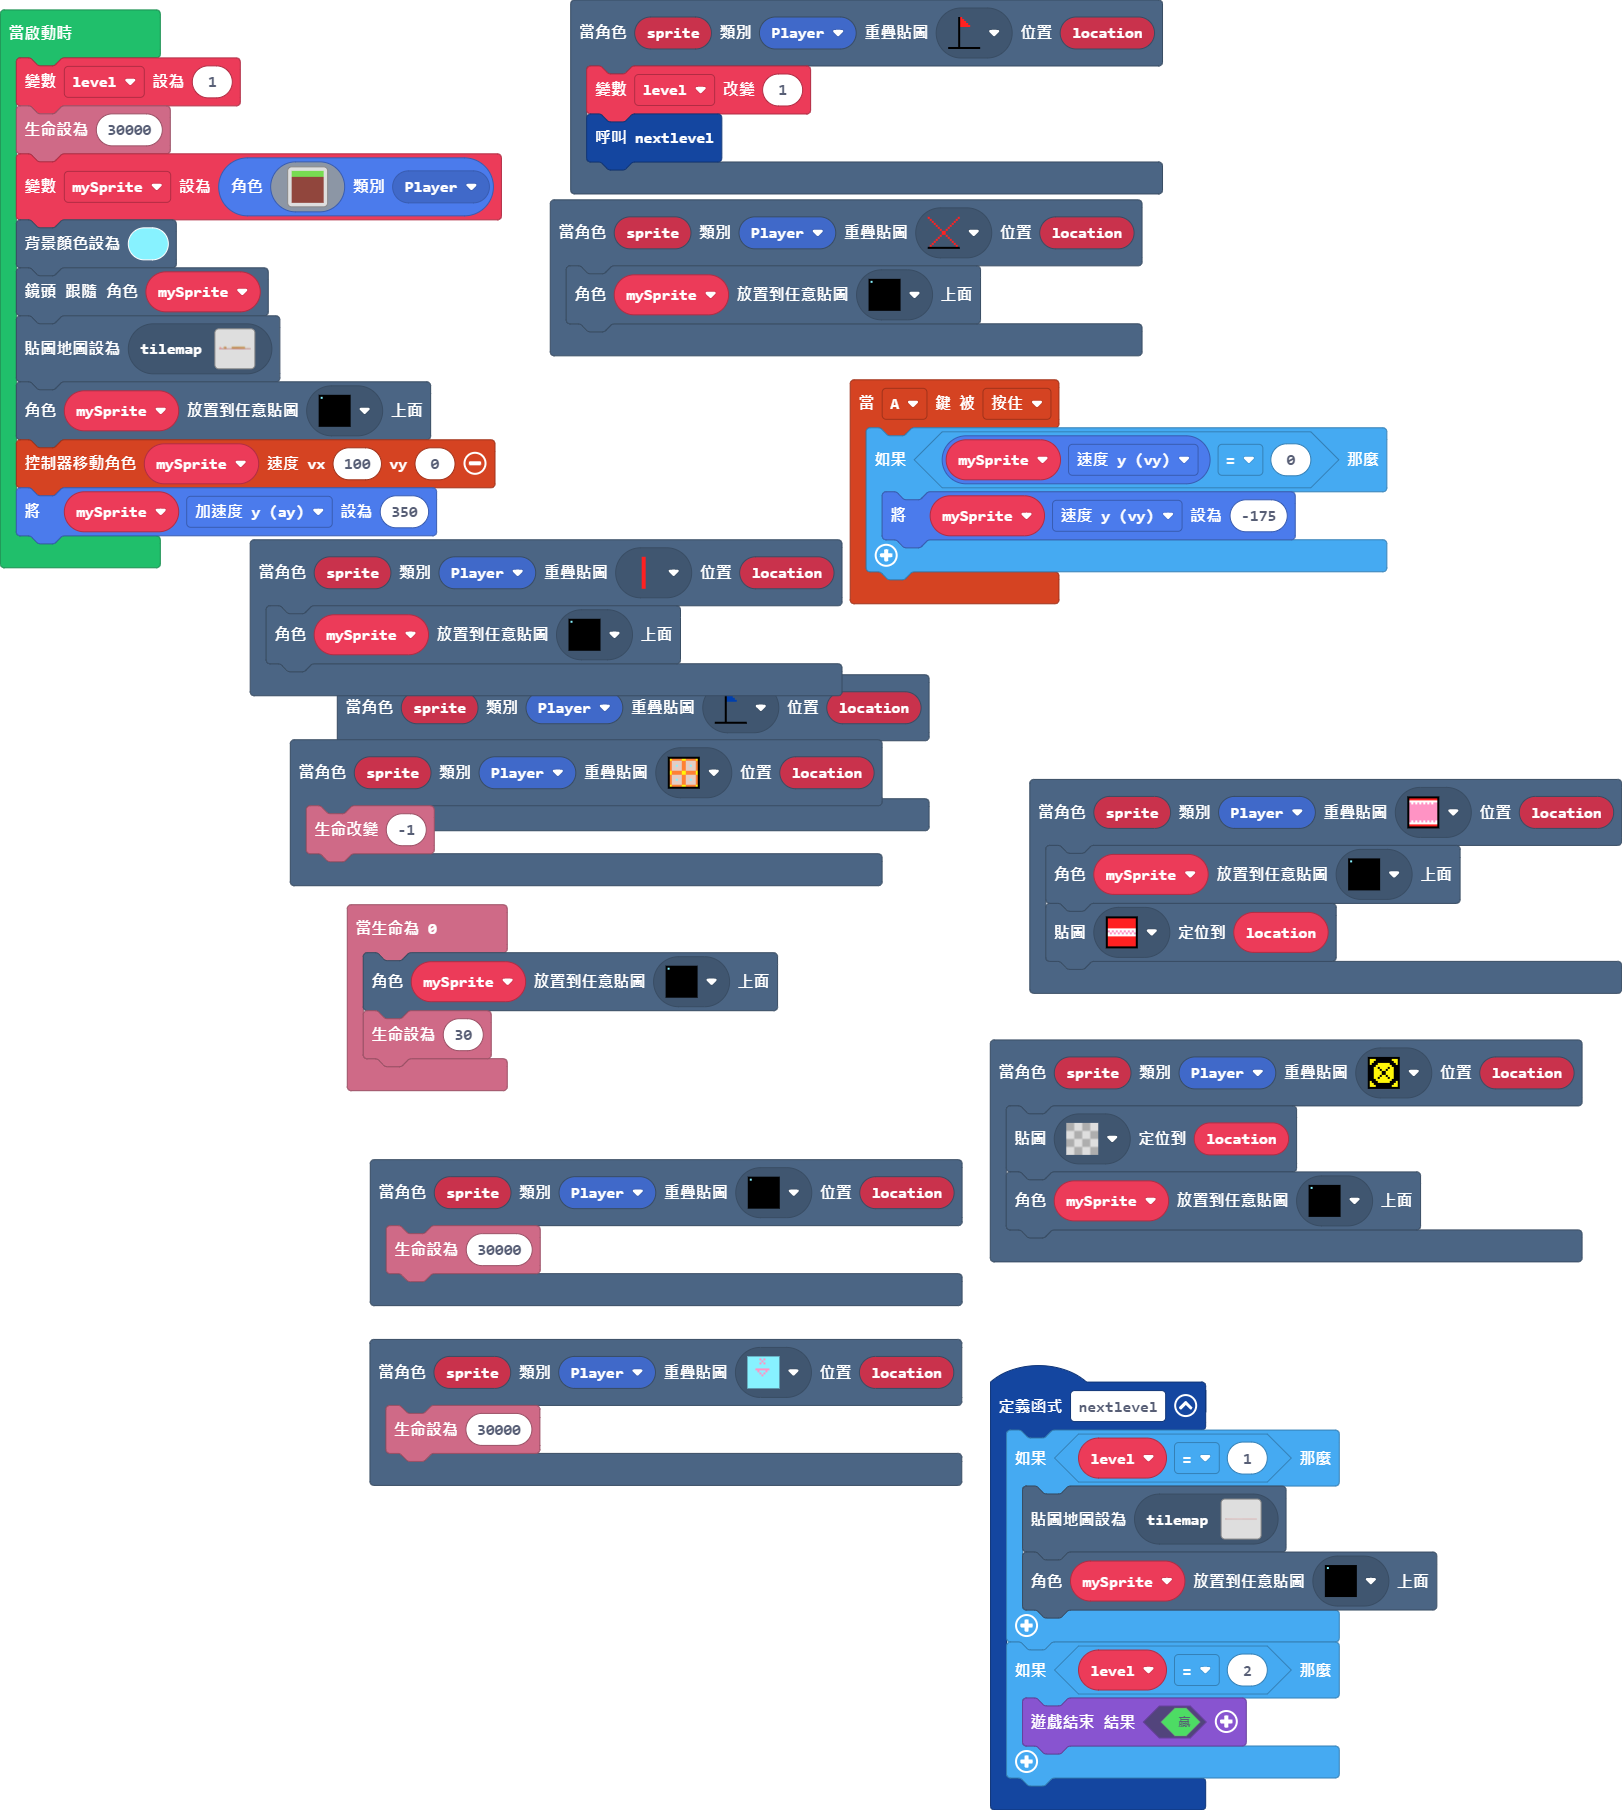 當啟動時
變數 level 設為 1
生命設為 30000
變數 mySprite 設為 角色 類別 Player
背景顏色設為
鏡頭 跟隨 角色 mySprite
貼圖地圖設為 tilemap
角色 mySprite 放置到任意貼圖 上面
控制器移動角色 mySprite 速度 vx 100 vy 0
將 mySprite 加速度 y (ay) 設為 350
當角色 sprite 類別 Player 重疊貼圖 位置 location
變數 level 改變 1
呼叫 nextlevel
當角色 sprite 類別 Player 重疊貼圖 位置 location
角色 mySprite 放置到任意貼圖 上面
當 A 鍵 被 按住
如果 mySprite 速度 y (vy) = 0 那麼
將 mySprite 速度 y (vy) 設為 -175
當角色 sprite 類別 Player 重疊貼圖 位置 location
角色 mySprite 放置到任意貼圖 上面
當角色 sprite 類別 Player 重疊貼圖 位置 location
當角色 sprite 類別 Player 重疊貼圖 位置 location
生命改變 -1
當生命為 0
角色 mySprite 放置到任意貼圖 上面
生命設為 30
當角色 sprite 類別 Player 重疊貼圖 位置 location
角色 mySprite 放置到任意貼圖 上面
貼圖 定位到 location
當角色 sprite 類別 Player 重疊貼圖 位置 location
貼圖 定位到 location
角色 mySprite 放置到任意貼圖 上面
當角色 sprite 類別 Player 重疊貼圖 位置 location
生命設為 30000
當角色 sprite 類別 Player 重疊貼圖 位置 location
生命設為 30000
定義函式 nextlevel
如果 level = 1 那麼
貼圖地圖設為 tilemap
角色 mySprite 放置到任意貼圖 上面
如果 level = 2 那麼
遊戲結束 結果 贏